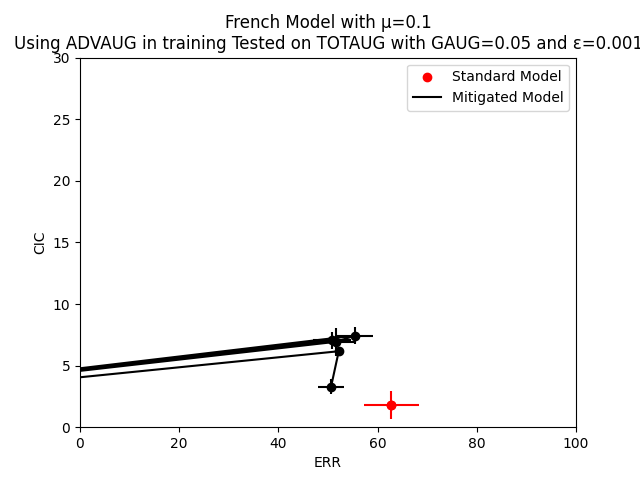 French Model with μ=0.1
Using ADVAUG in training Tested on TOTAUG with GAUG=0.05 and ε=0.001
Standard Model
Mitigated Model
30
25
20
15
10
5
0
CIC
0 20 40 60 80 100
ERR